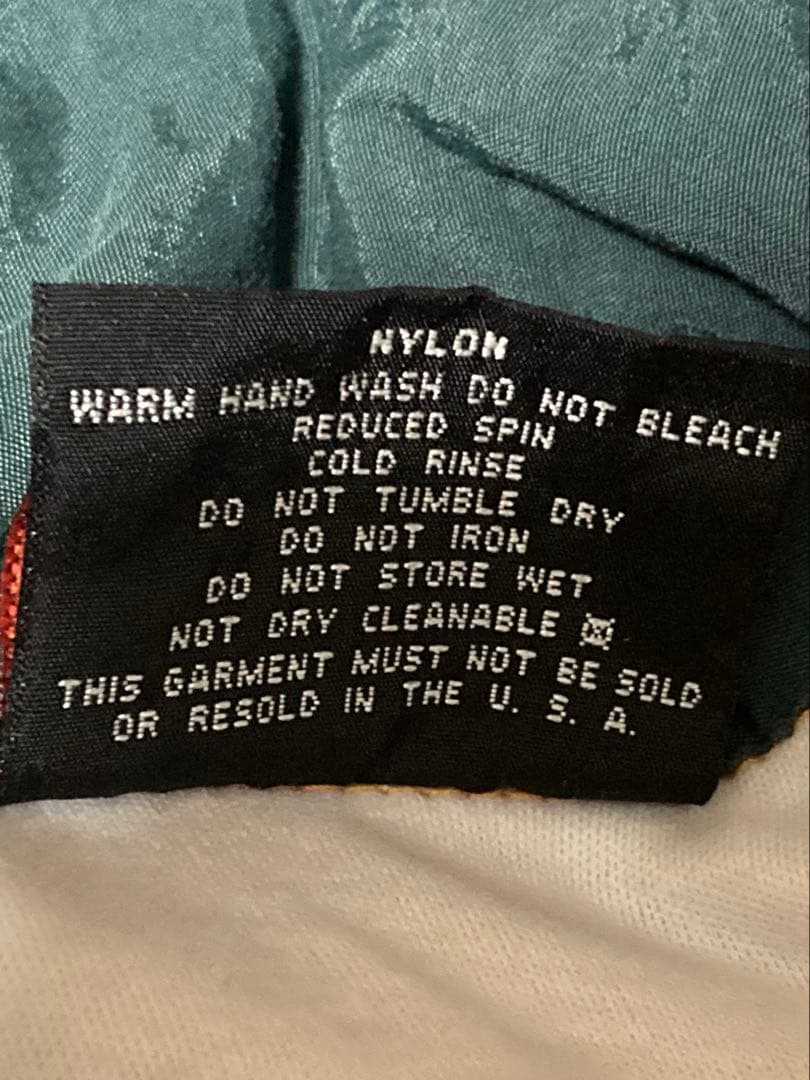 NYLON
WARM HAND WASH DO NOT BLEACH
REDUCED SPIN
COLD RINSE
DO NOT TUMBLE DRY
DO NOT IRON
DO NOT STORE WET
NOT DRY CLEANABLE
THIS GARMENT MUST NOT BE SOLD
OR RESOLD IN THE U. S. A.